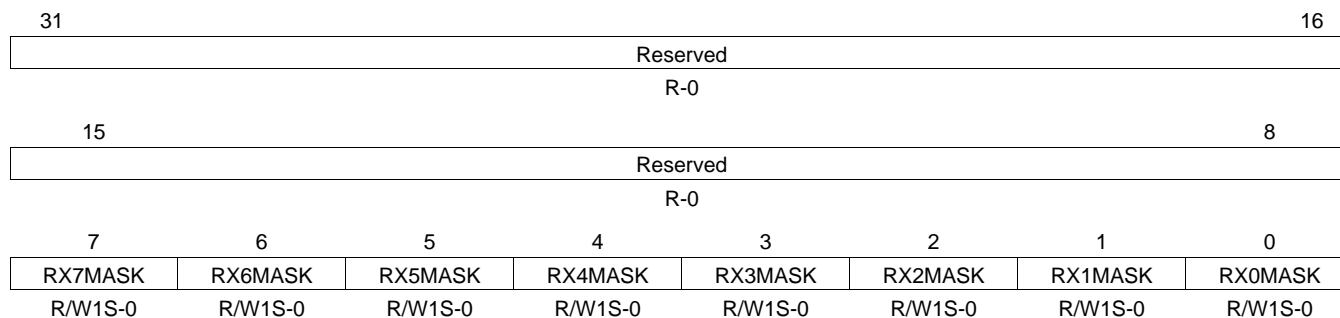 31 16
Reserved
R-0
15 8
Reserved
R-0
7 6 5 4 3 2 1 0
RX7MASK RX6MASK RX5MASK RX4MASK RX3MASK RX2MASK RX1MASK RX0MASK
R/W1S-0 R/W1S-0 R/W1S-0 R/W1S-0 R/W1S-0 R/W1S-0 R/W1S-0 R/W1S-0